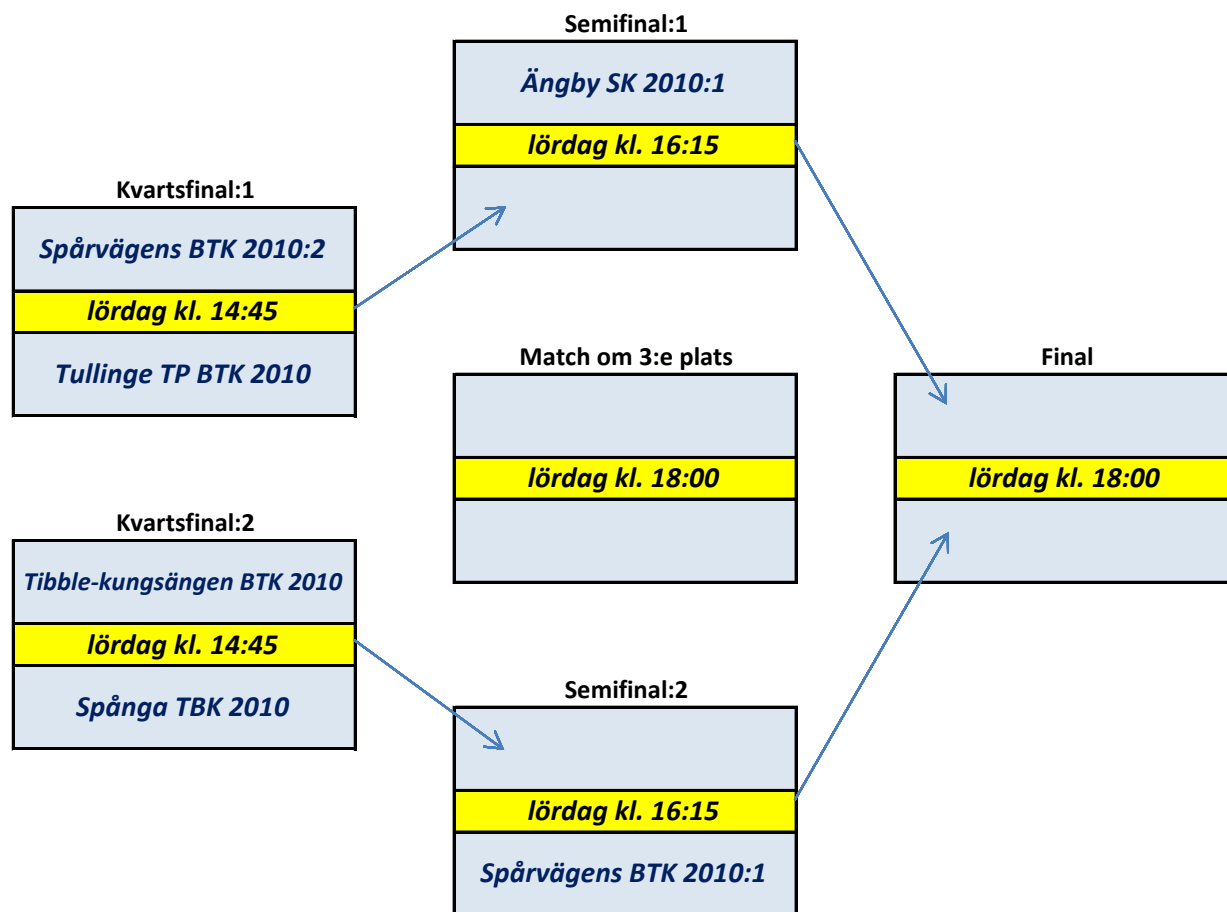 Semifinal:1
Ängby SK 2010:1
lördag kl. 16:15
Kvartsfinal:1
Spårvägens BTK 2010:2
lördag kl. 14:45
Tullinge TP BTK 2010
Match om 3:e plats
lördag kl. 18:00
Final
lördag kl. 18:00
Kvartsfinal:2
Tibble-kungsängen BTK 2010
lördag kl. 14:45
Spånga TBK 2010
Semifinal:2
lördag kl. 16:15
Spårvägens BTK 2010:1